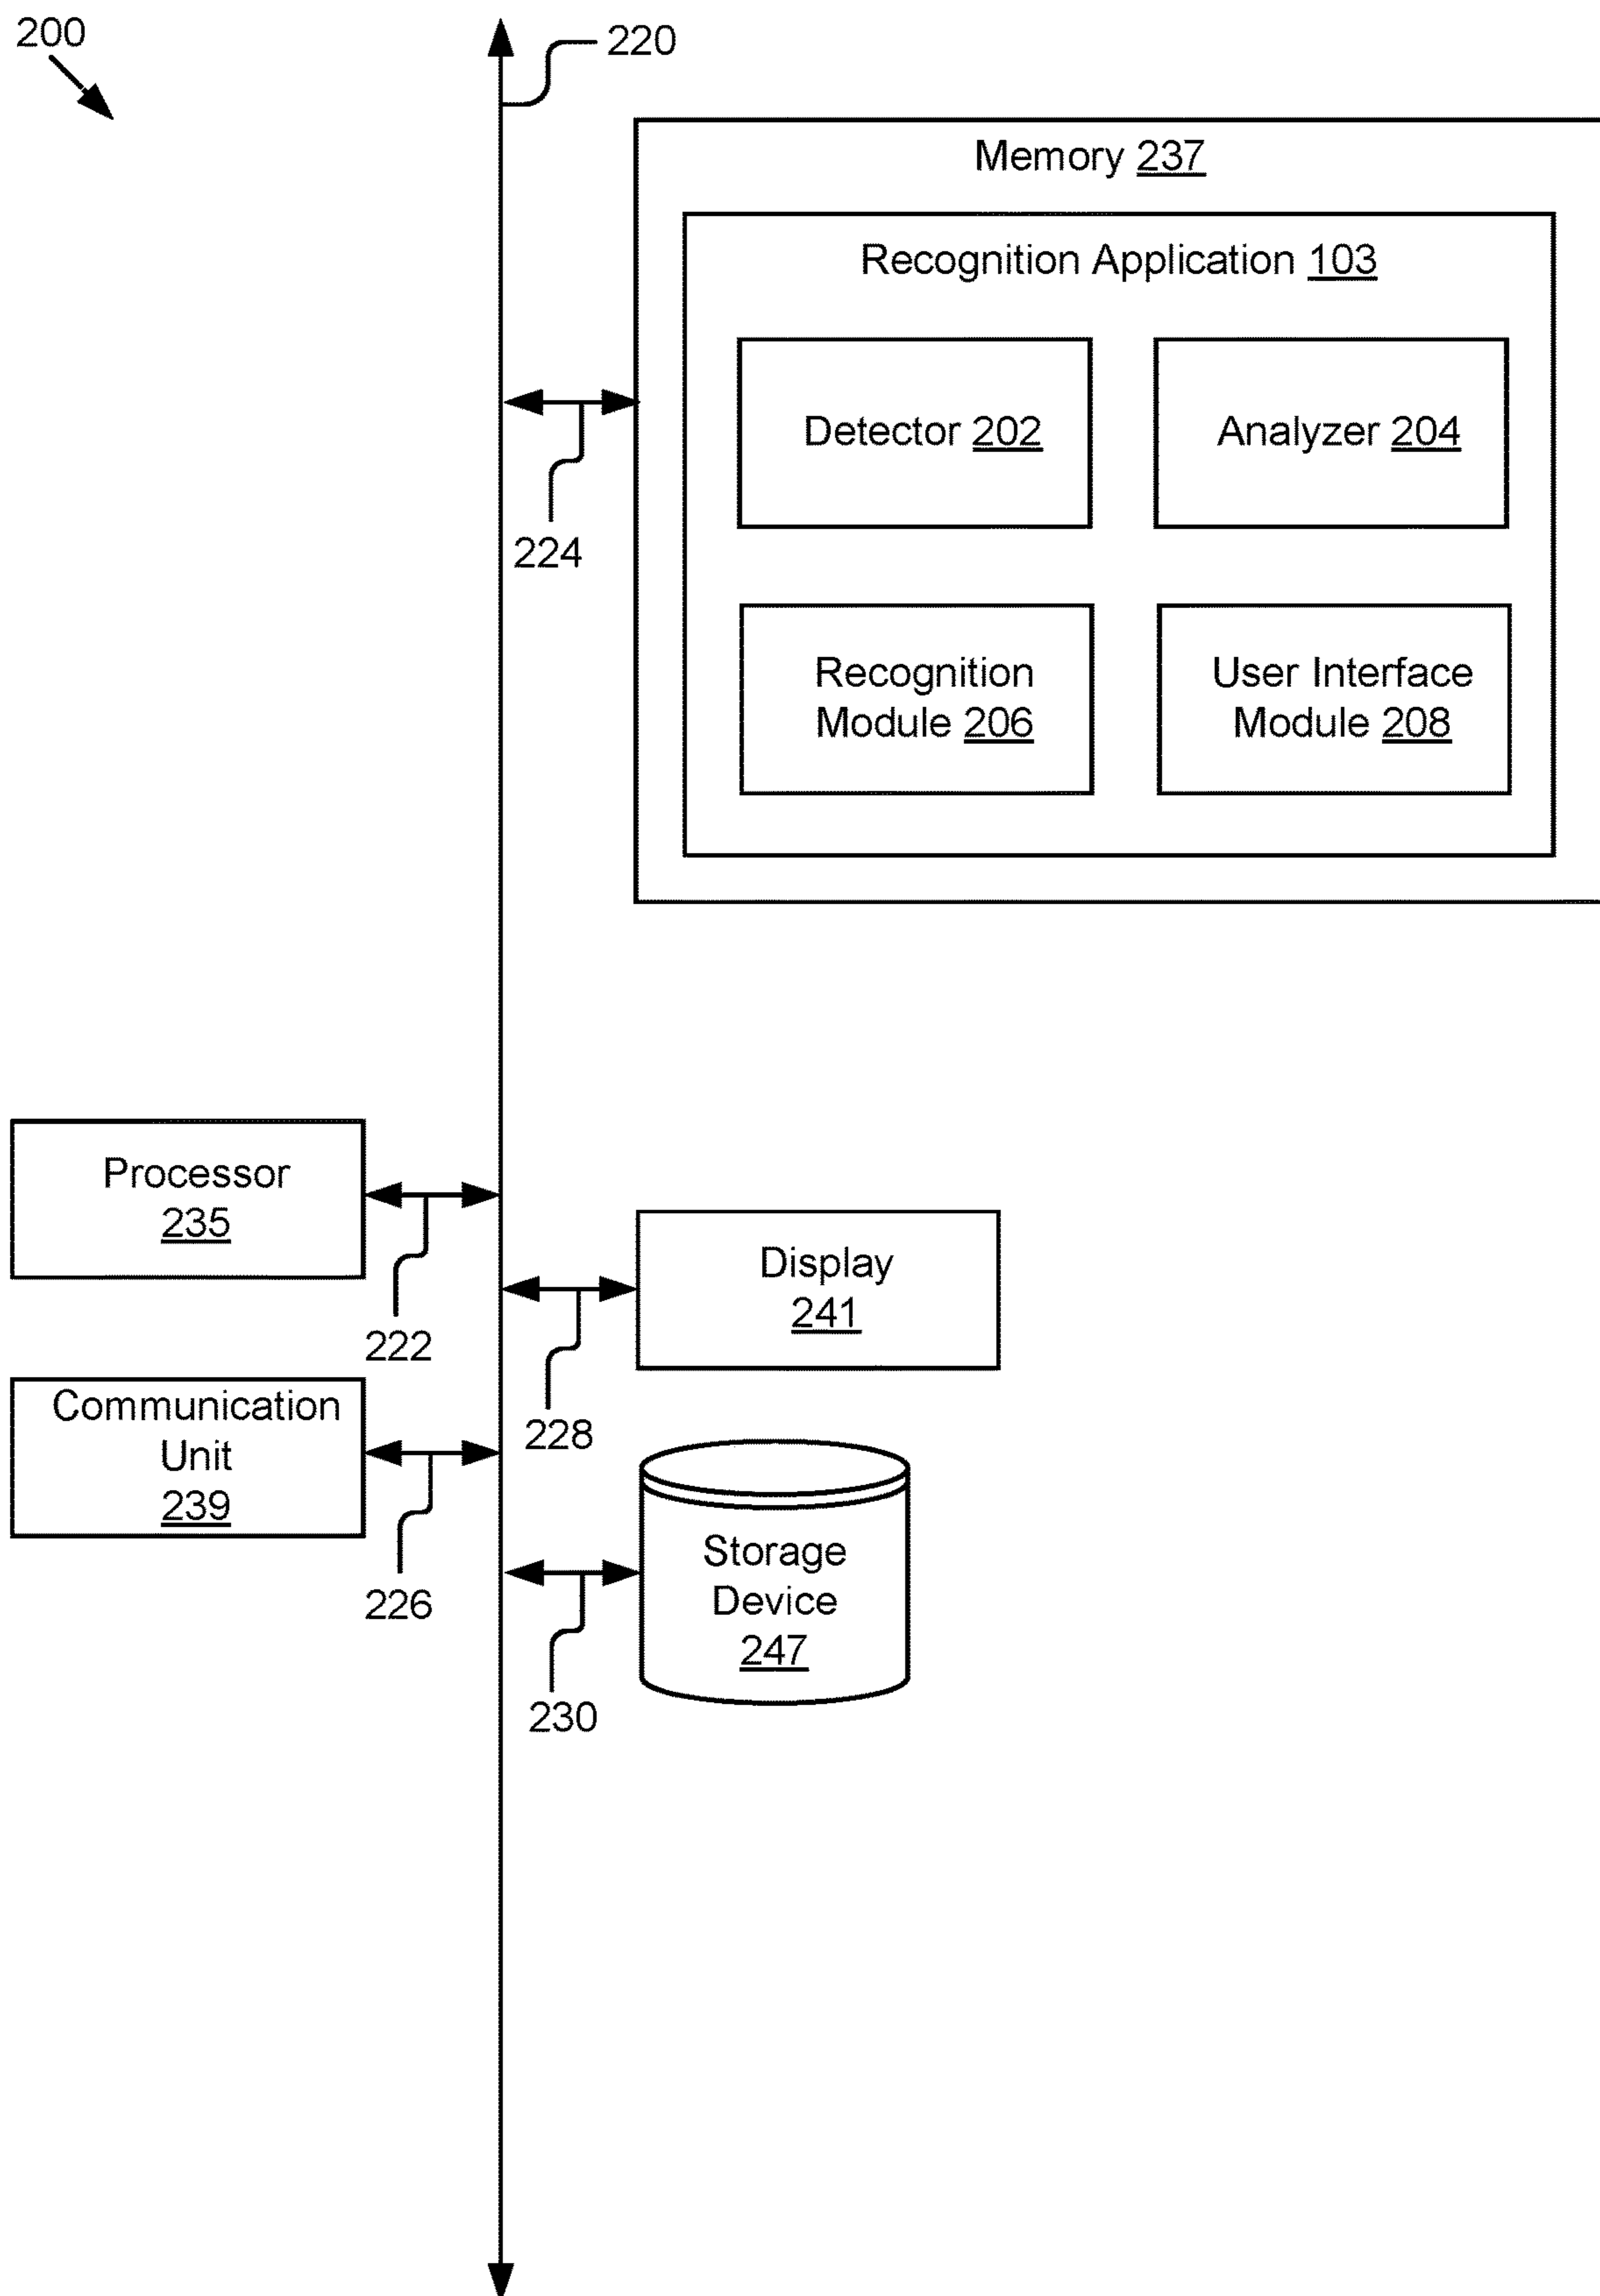 200
220
Memory 237
Recognition Application 103
Detector 202
Analyzer 204
224
Recognition
Module 206
User Interface
Module 208
Processor
235
222
Display
241
228
Communication
Unit
239
226
Storage
Device
247
230